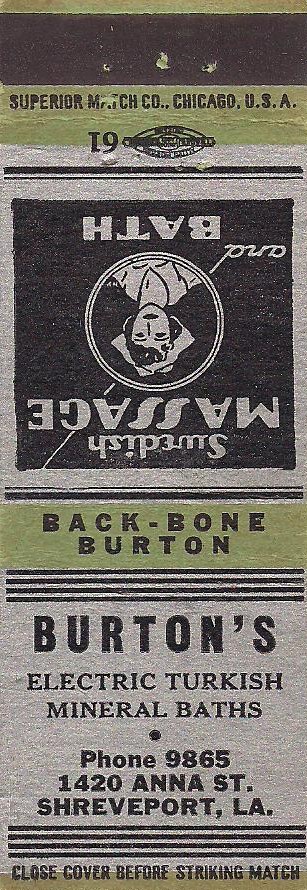 SUPERIOR MATCH CO., CHICAGO, U.S.A.
61
Swedish
MASSAGE
and
BATH
BACK-BONE
BURTON
BURTON'S
ELECTRIC TURKISH
MINERAL BATHS
•
Phone 9865
1420 ANNA ST.
SHREVEPORT, LA.
CLOSE COVER BEFORE STRIKING MATCH